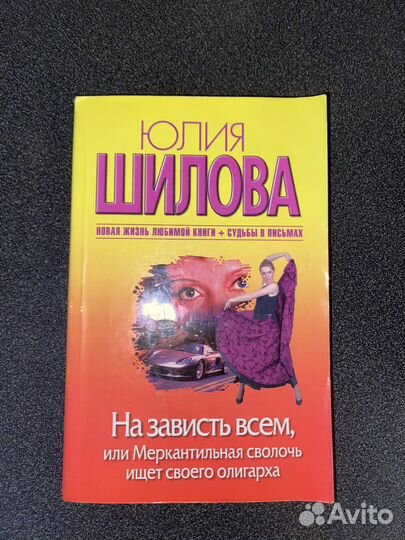 ЮЛИЯ
ШИЛОВА
НОВАЯ ЖИЗНЬ ЛЮБИМОЙ КНИГИ + СУДЬБЫ В ПИСЬМАХ
На зависть всем,
или Меркантильная сволочь
ищет своего олигарха
Avito